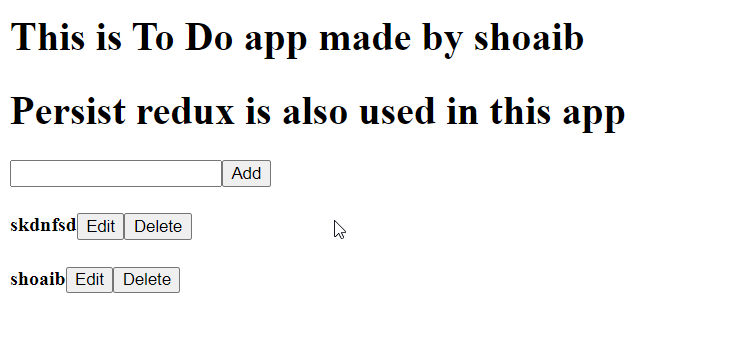 This is To Do app made by shoaib
Persist redux is also used in this app
Add
skdnfsd Edit Delete
shoaib Edit Delete